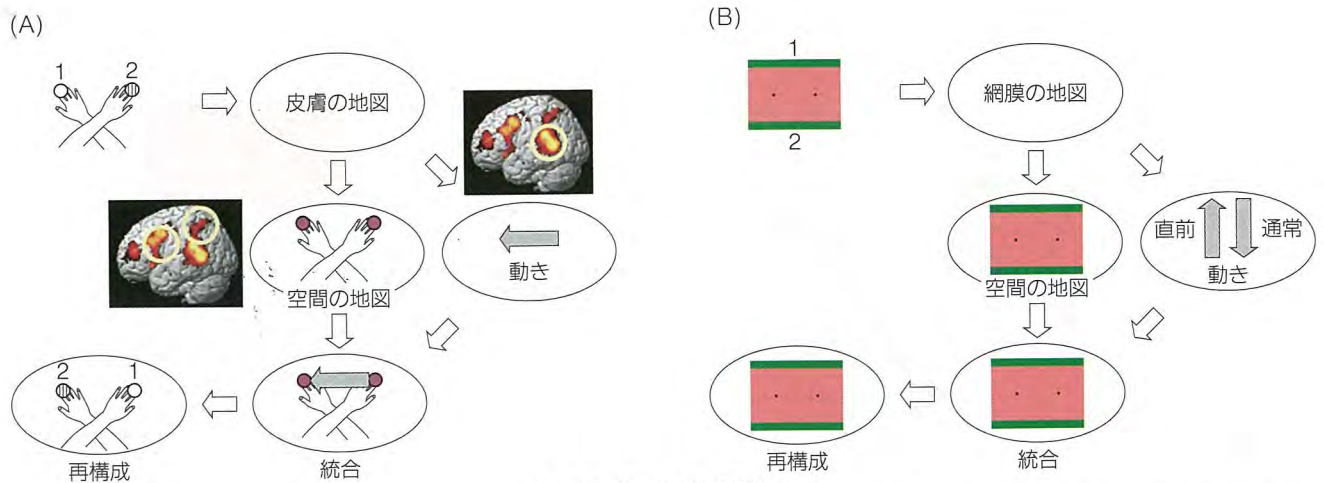 (A)
1 2
皮膚の地図
空間の地図
動き
2 1
再構成
統合
(B)
1
2
網膜の地図
直前 通常
動き
空間の地図
再構成
統合